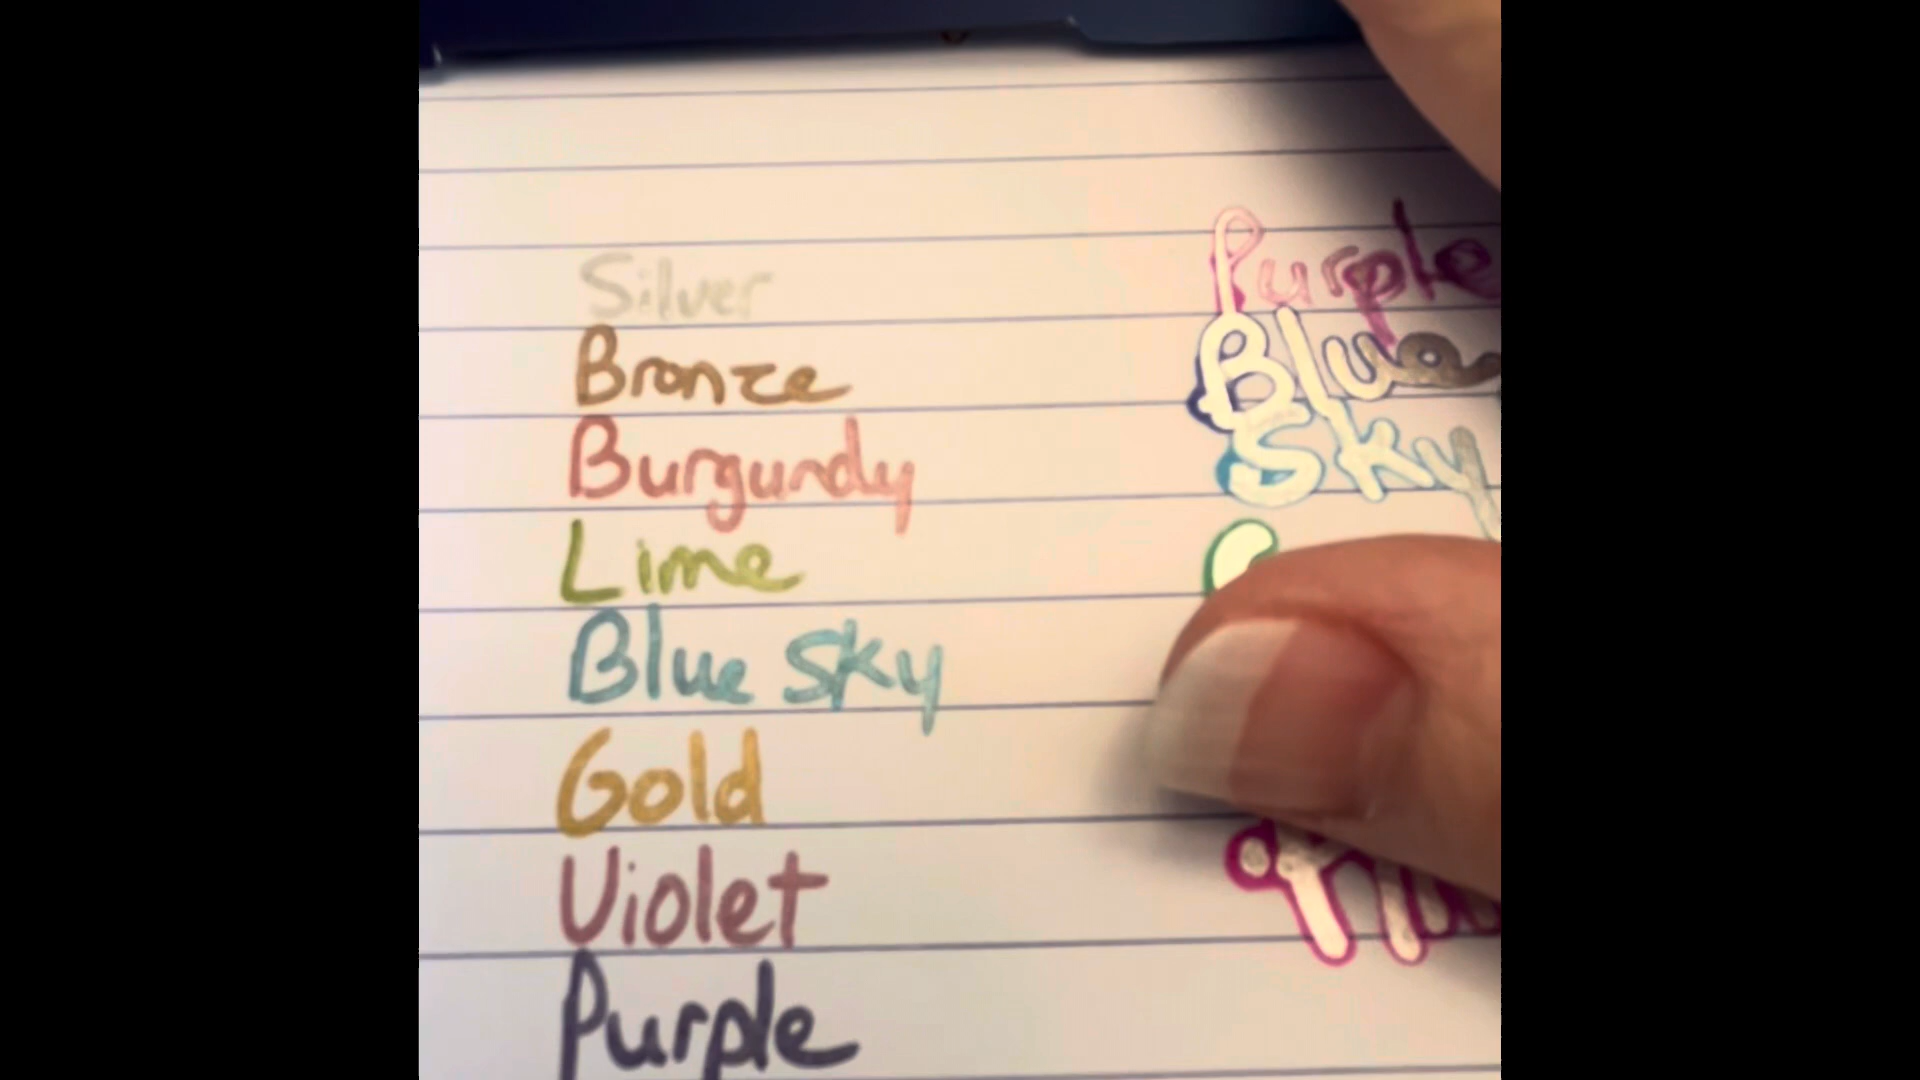 Silver
Bronze
Burgundy
Lime
Blue Sky
Gold
Violet
Purple
Purple
Blue
Sky